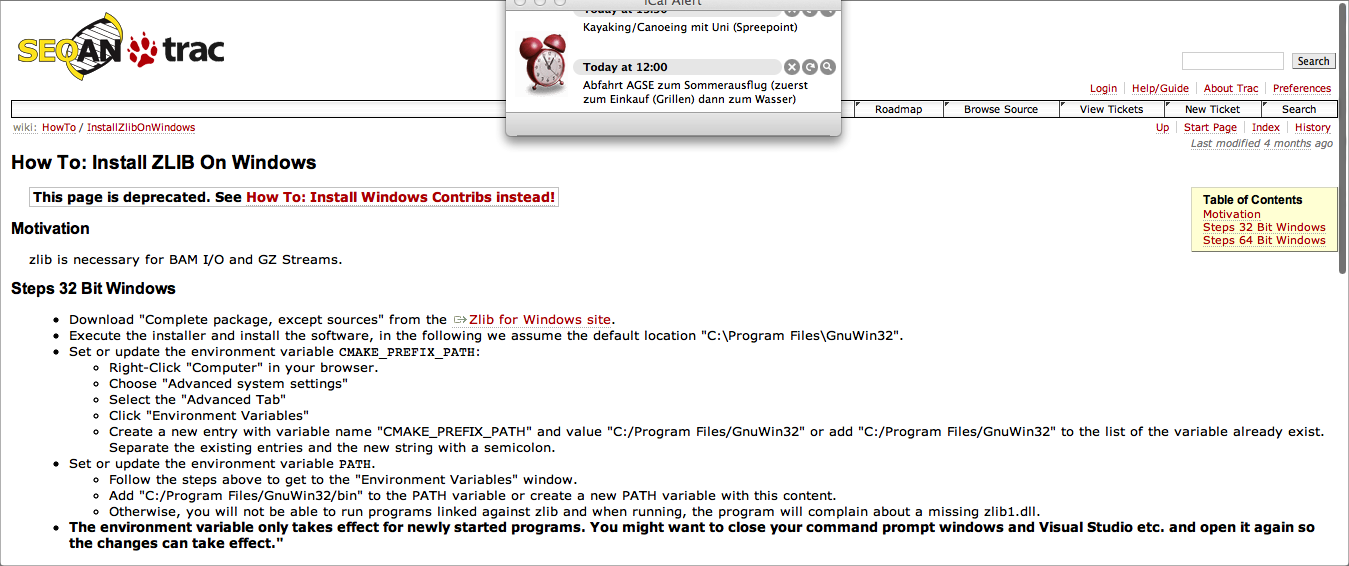 iCal Alert
Today at 13:30
Kayaking/Canoeing mit Uni (Spreepoint)
Today at 12:00
Abfahrt AGSE zum Sommerausflug (zuerst
zum Einkauf (Grillen) dann zum Wasser)
SEQAN trac
Search
Login Help/Guide About Trac Preferences
Roadmap Browse Source View Tickets New Ticket Search
wiki: HowTo / InstallZlibOnWindows
Up Start Page Index History
Last modified 4 months ago
How To: Install ZLIB On Windows
This page is deprecated. See How To: Install Windows Contribs instead!
Table of Contents
Motivation
Steps 32 Bit Windows
Steps 64 Bit Windows
Motivation
zlib is necessary for BAM I/O and GZ Streams.
Steps 32 Bit Windows
Download "Complete package, except sources" from the Zlib for Windows site.
Execute the installer and install the software, in the following we assume the default location "C:\Program Files\GnuWin32".
Set or update the environment variable CMAKE_PREFIX_PATH:
Right-Click "Computer" in your browser.
Choose "Advanced system settings"
Select the "Advanced Tab"
Click "Environment Variables"
Create a new entry with variable name "CMAKE_PREFIX_PATH" and value "C:/Program Files/GnuWin32" or add "C:/Program Files/GnuWin32" to the list of the variable already exist.
Separate the existing entries and the new string with a semicolon.
Set or update the environment variable PATH.
Follow the steps above to get to the "Environment Variables" window.
Add "C:/Program Files/GnuWin32/bin" to the PATH variable or create a new PATH variable with this content.
Otherwise, you will not be able to run programs linked against zlib and when running, the program will complain about a missing zlib1.dll.
The environment variable only takes effect for newly started programs. You might want to close your command prompt windows and Visual Studio etc. and open it again so
the changes can take effect."